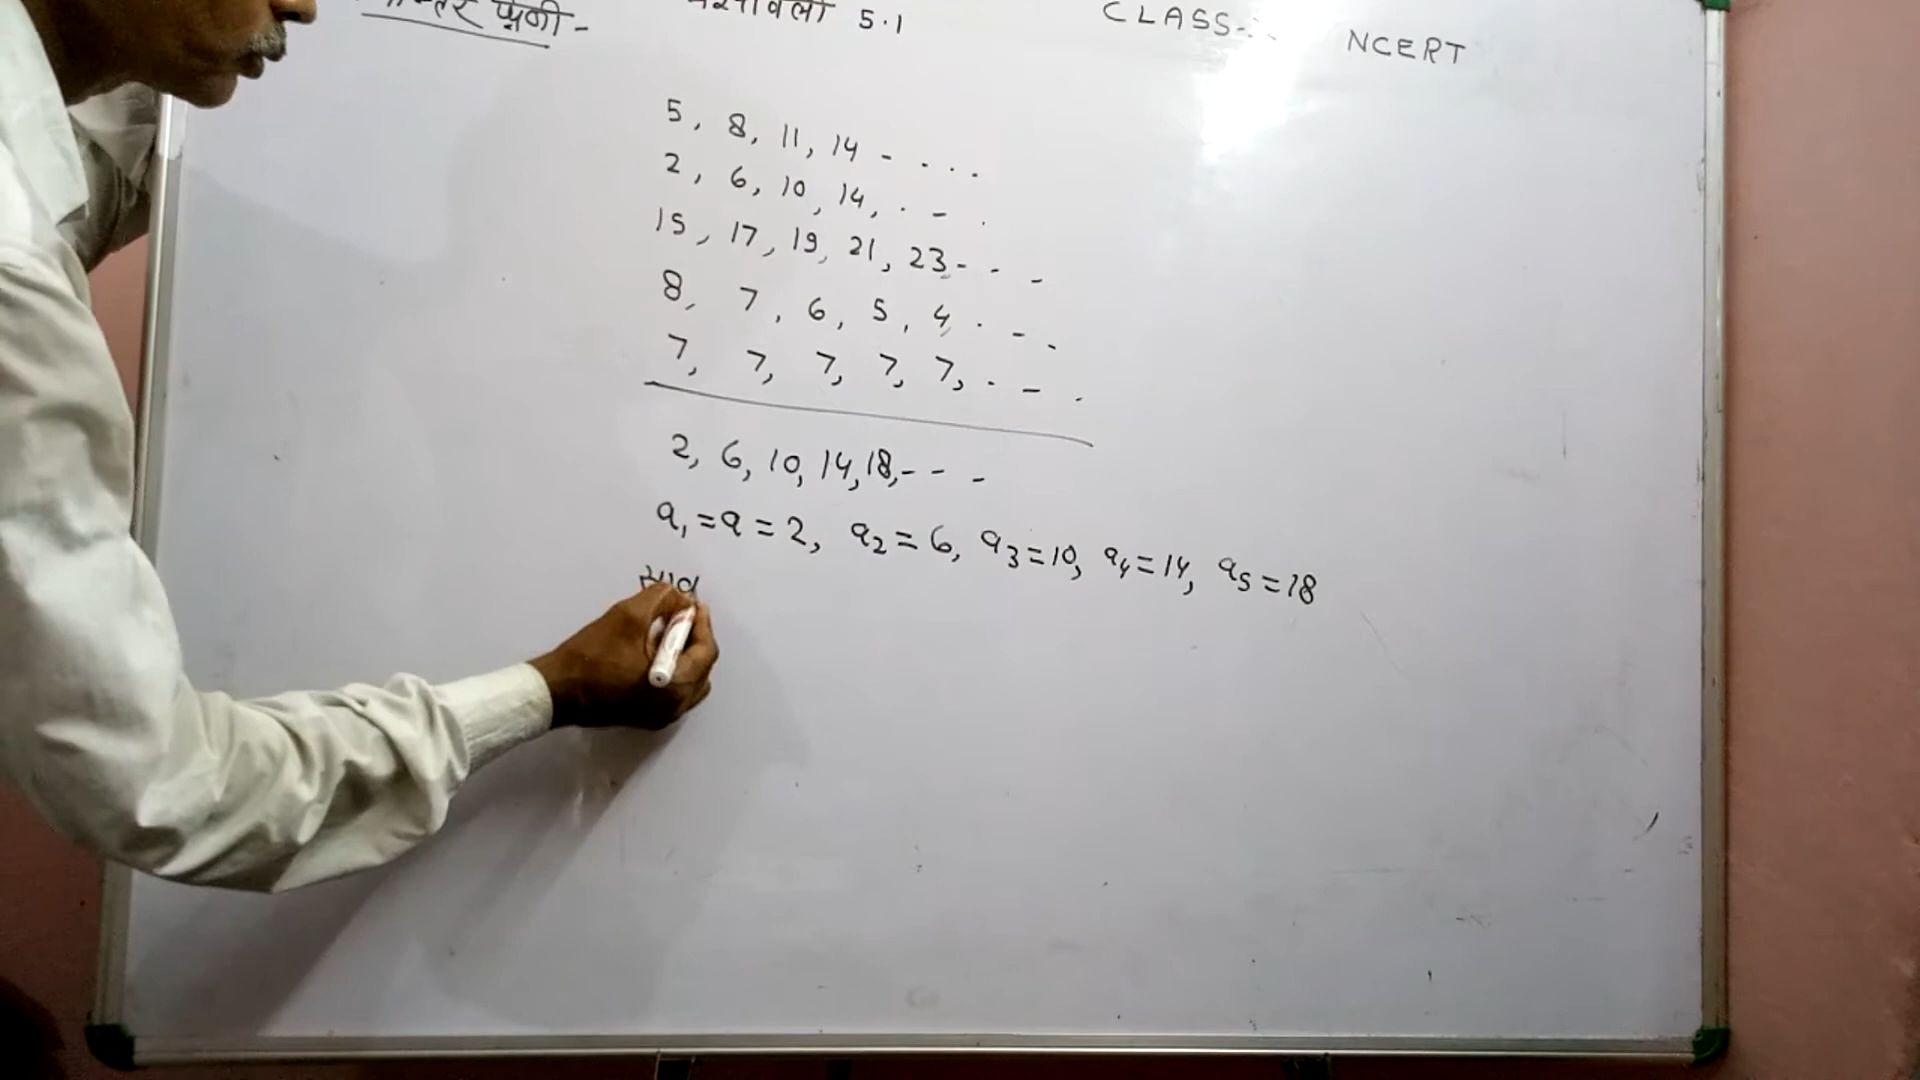 श्रेणी - प्रश्नावली 5.1 CLASS- NCERT
5, 8, 11, 14 - . . . .
2, 6, 10, 14, . - .
15, 17, 19, 21, 23 - - -
8, 7, 6, 5, 4, . - -
7, 7, 7, 7, 7, . - .
2, 6, 10, 14, 18, - - -
a₁ = a = 2, a₂ = 6, a₃ = 10, a₄ = 14, a₅ = 18